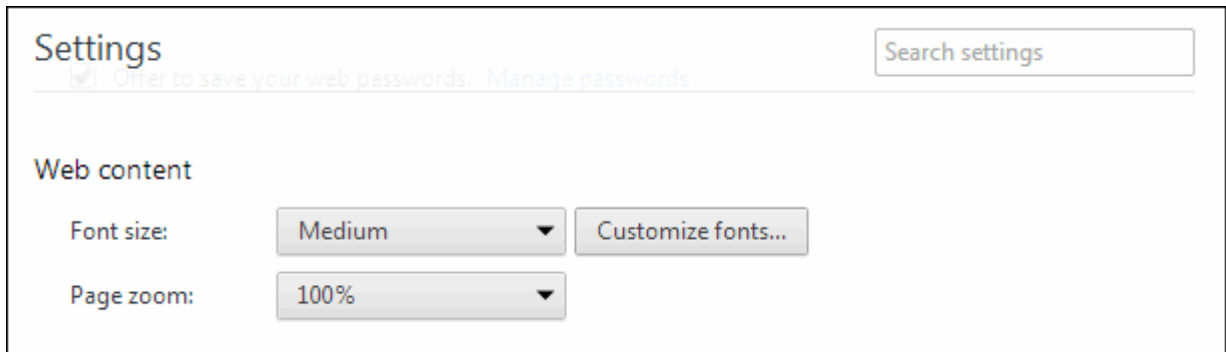 Settings
Search settings
Offer to save your web passwords. Manage passwords
Web content
Font size: Medium Customize fonts...
Page zoom: 100%